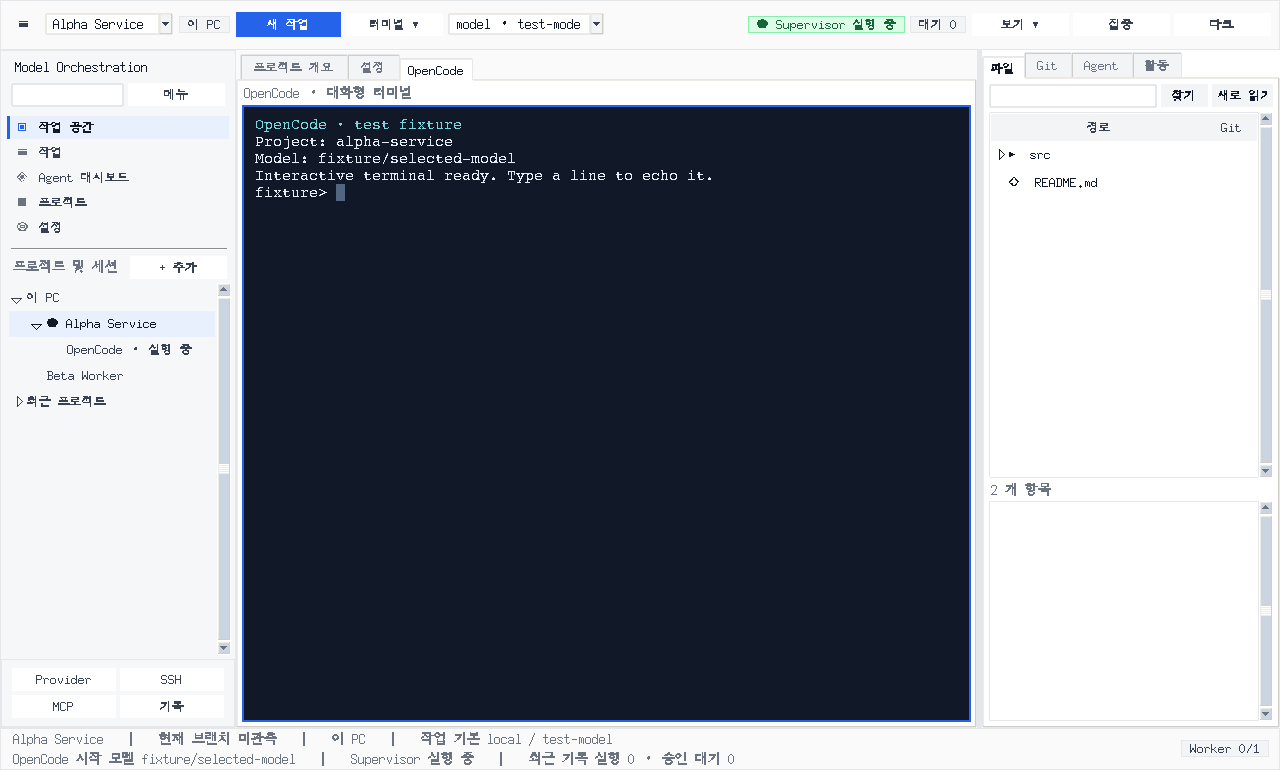 Alpha Service 이 PC 새 작업 터미널 ▾ model • test-mode Supervisor 실행 중 대기 0 보기 ▾ 집중 다크
Model Orchestration
메뉴
작업 공간
작업
Agent 대시보드
프로젝트
설정
프로젝트 및 세션 + 추가
이 PC
Alpha Service
OpenCode • 실행 중
Beta Worker
최근 프로젝트
Provider SSH
MCP 기록
프로젝트 개요 설정 OpenCode
OpenCode • 대화형 터미널
OpenCode · test fixture
Project: alpha-service
Model: fixture/selected-model
Interactive terminal ready. Type a line to echo it.
fixture>
파일 Git Agent 활동
찾기 새로 읽기
경로 Git
src
README.md
2 개 항목
Alpha Service | 현재 브랜치 미관측 | 이 PC | 작업 기본 local / test-model
OpenCode 시작 모델 fixture/selected-model | Supervisor 실행 중 | 최근 기록 실행 0 • 승인 대기 0
Worker 0/1